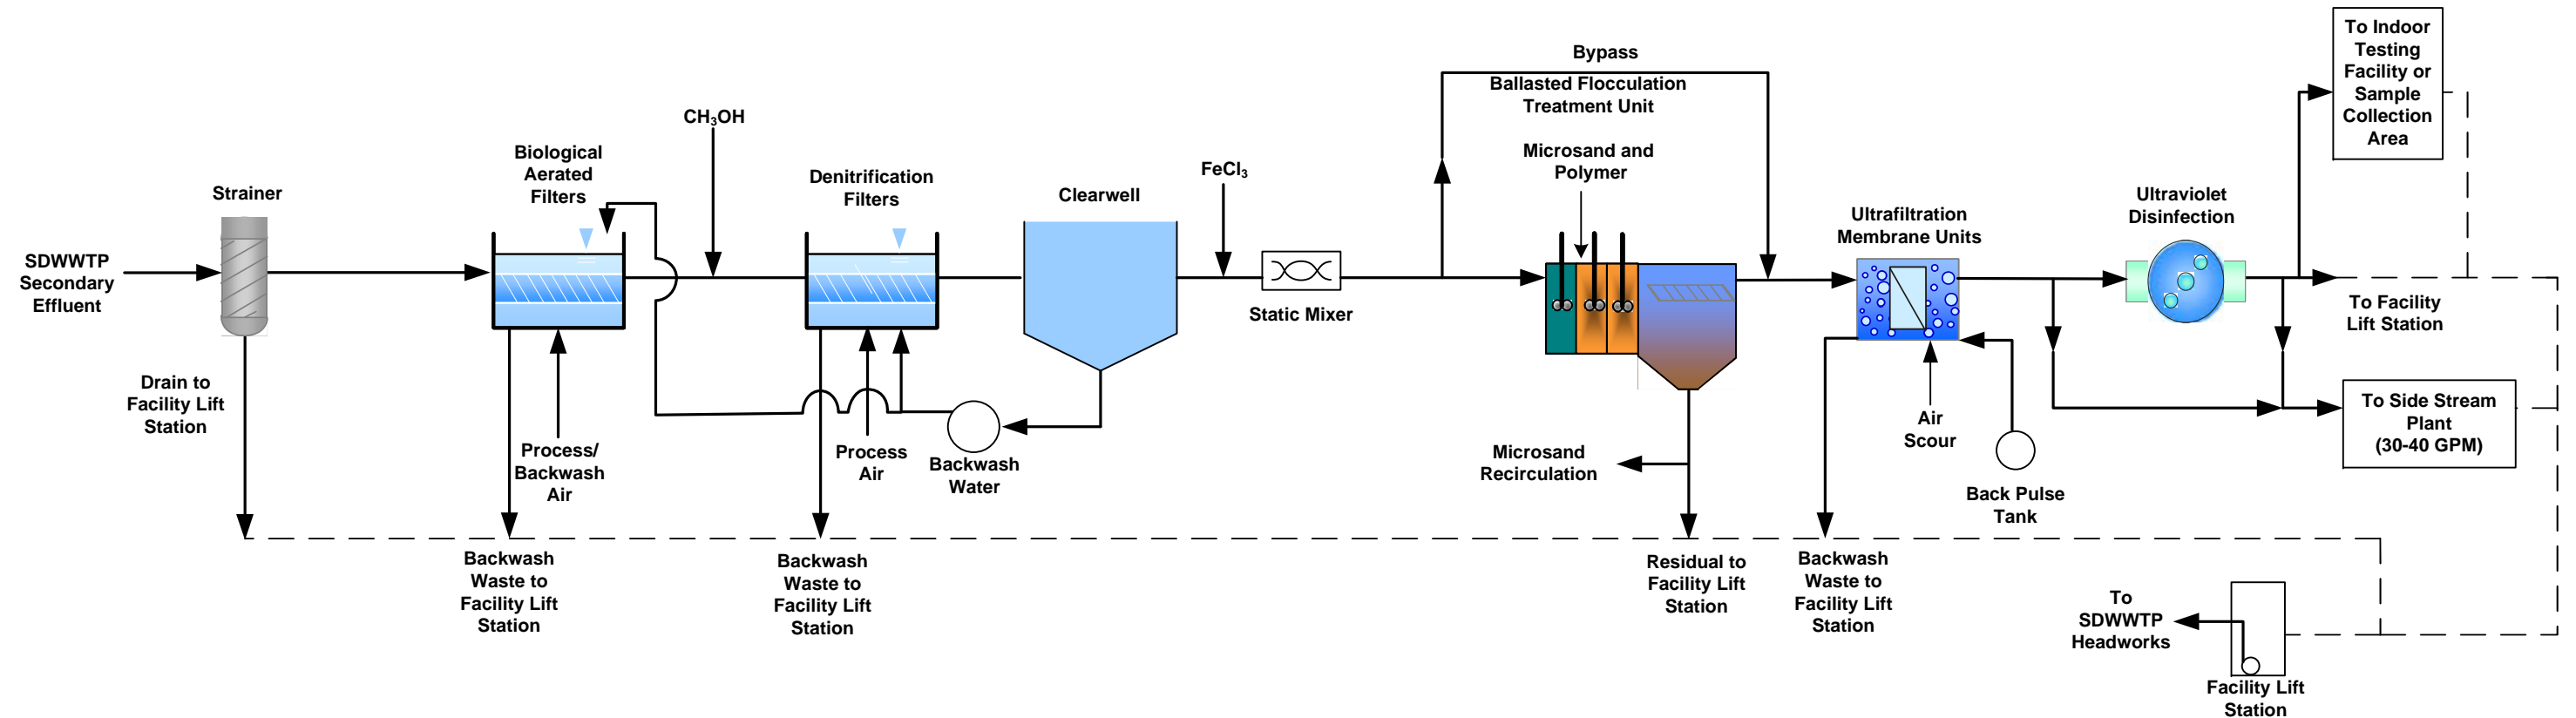 SDWWTP
Secondary
Effluent
Strainer
Drain to
Facility Lift
Station
Biological
Aerated
Filters
Process/
Backwash
Air
Backwash
Waste to
Facility Lift
Station
CH₃OH
Denitrification
Filters
Process
Air
Backwash
Waste to
Facility Lift
Station
Backwash
Water
Clearwell
FeCl₃
Static Mixer
Bypass
Ballasted Flocculation
Treatment Unit
Microsand and
Polymer
Microsand
Recirculation
Residual to
Facility Lift
Station
Ultrafiltration
Membrane Units
Air
Scour
Back Pulse
Tank
Backwash
Waste to
Facility Lift
Station
Ultraviolet
Disinfection
To Indoor
Testing
Facility or
Sample
Collection
Area
To Facility
Lift Station
To Side Stream
Plant
(30-40 GPM)
To
SDWWTP
Headworks
Facility Lift
Station